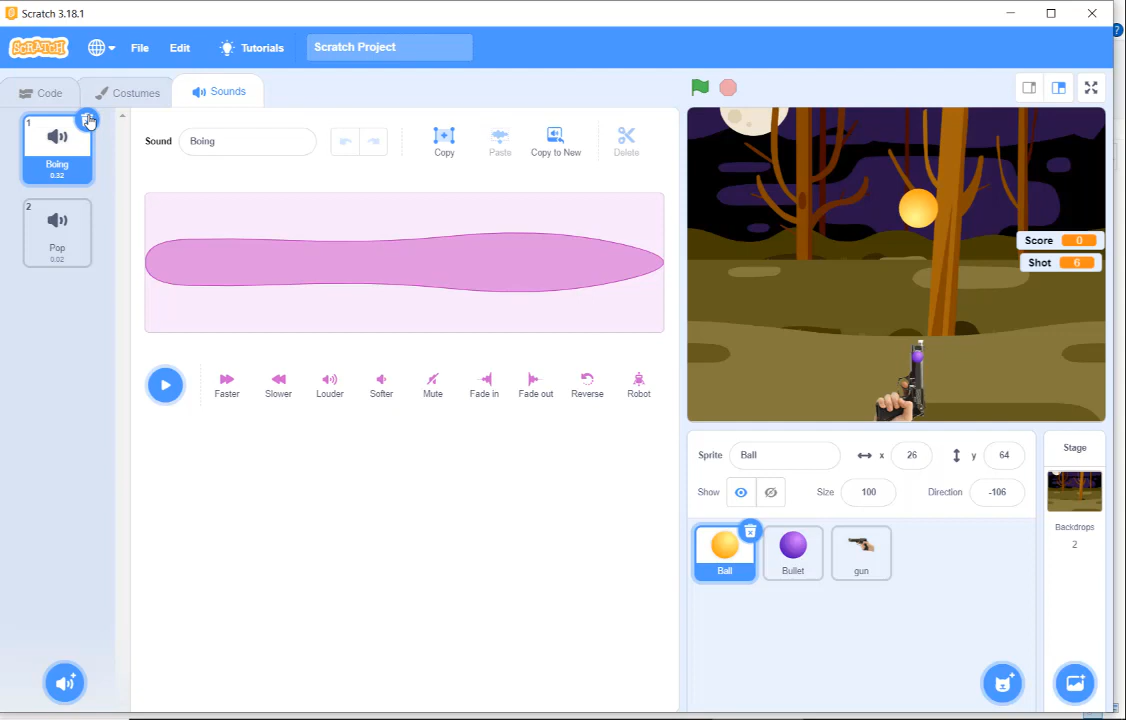 Scratch 3.18.1
SCRATCH File Edit Tutorials Scratch Project
Code Costumes Sounds
1
Boing
0.32
2
Pop
0.02
Sound Boing Copy Paste Copy to New Delete
Faster Slower Louder Softer Mute Fade in Fade out Reverse Robot
Score 0
Shot 6
Sprite Ball x 26 y 64
Show Size 100 Direction -106
Ball Bullet gun
Stage
Backdrops
2